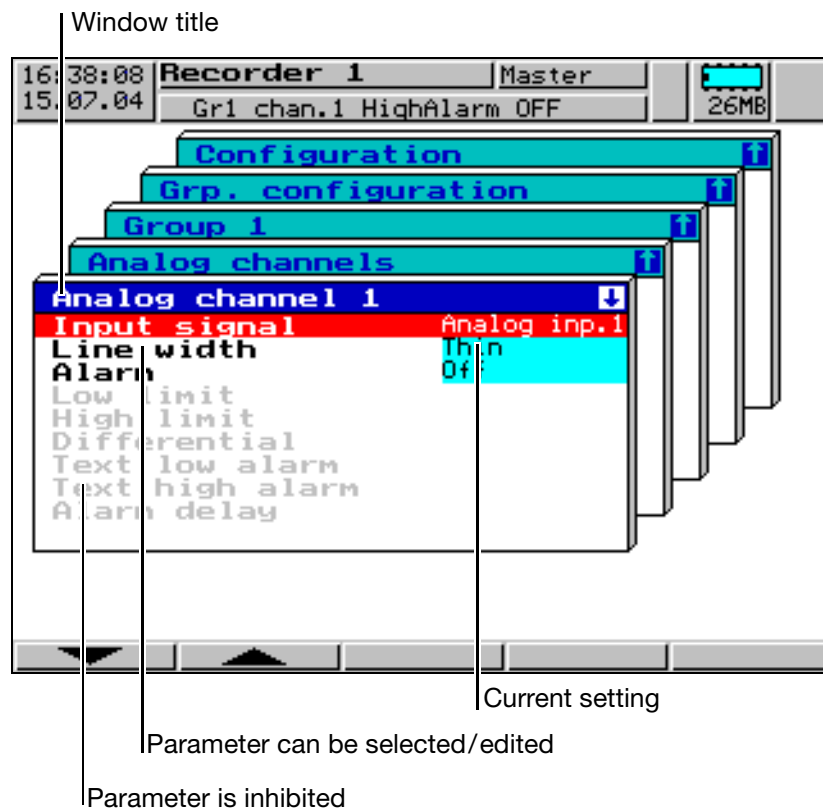 Window title
16:38:08 Recorder 1 Master
15.07.04 Gr1 chan.1 HighAlarm OFF 26MB
Configuration
Grp. configuration
Group 1
Analog channels
Analog channel 1
Input signal Analog inp.1
Line width Thin
Alarm Off
Low limit
High limit
Differential
Text low alarm
Text high alarm
Alarm delay
Current setting
Parameter can be selected/edited
Parameter is inhibited